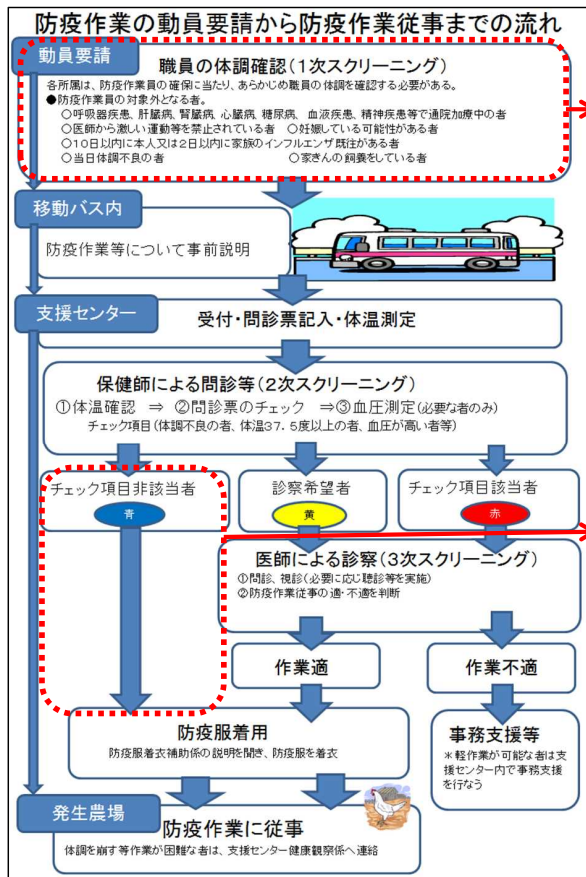 防疫作業の動員要請から防疫作業従事までの流れ
動員要請
職員の体調確認(1次スクリーニング)
各所属は、防疫作業員の確保に当たり、あらかじめ職員の体調を確認する必要がある。
●防疫作業員の対象外となる者。
○呼吸器疾患、肝臓病、腎臓病、心臓病、糖尿病、血液疾患、精神疾患等で通院加療中の者
○医師から激しい運動等を禁止されている者 ○妊娠している可能性がある者
○10日以内に本人又は2日以内に家族のインフルエンザ既往がある者
○当日体調不良の者 ○家きんの飼養をしている者
移動バス内
防疫作業等について事前説明
支援センター
受付・問診票記入・体温測定
保健師による問診等(2次スクリーニング)
①体温確認 ⇒ ②問診票のチェック ⇒③血圧測定(必要な者のみ)
チェック項目(体調不良の者、体温37.5度以上の者、血圧が高い者等)
チェック項目非該当者
青
診察希望者
黄
チェック項目該当者
赤
医師による診察(3次スクリーニング)
①問診、視診(必要に応じ聴診等を実施)
②防疫作業従事の適・不適を判断
作業適
作業不適
防疫服着用
防疫服着衣補助係の説明を聞き、防疫服を着衣
事務支援等
*軽作業が可能な者は支
援センター内で事務支援
を行なう
発生農場
防疫作業に従事
体調を崩す等作業が困難な者は、支援センター健康観察係へ連絡